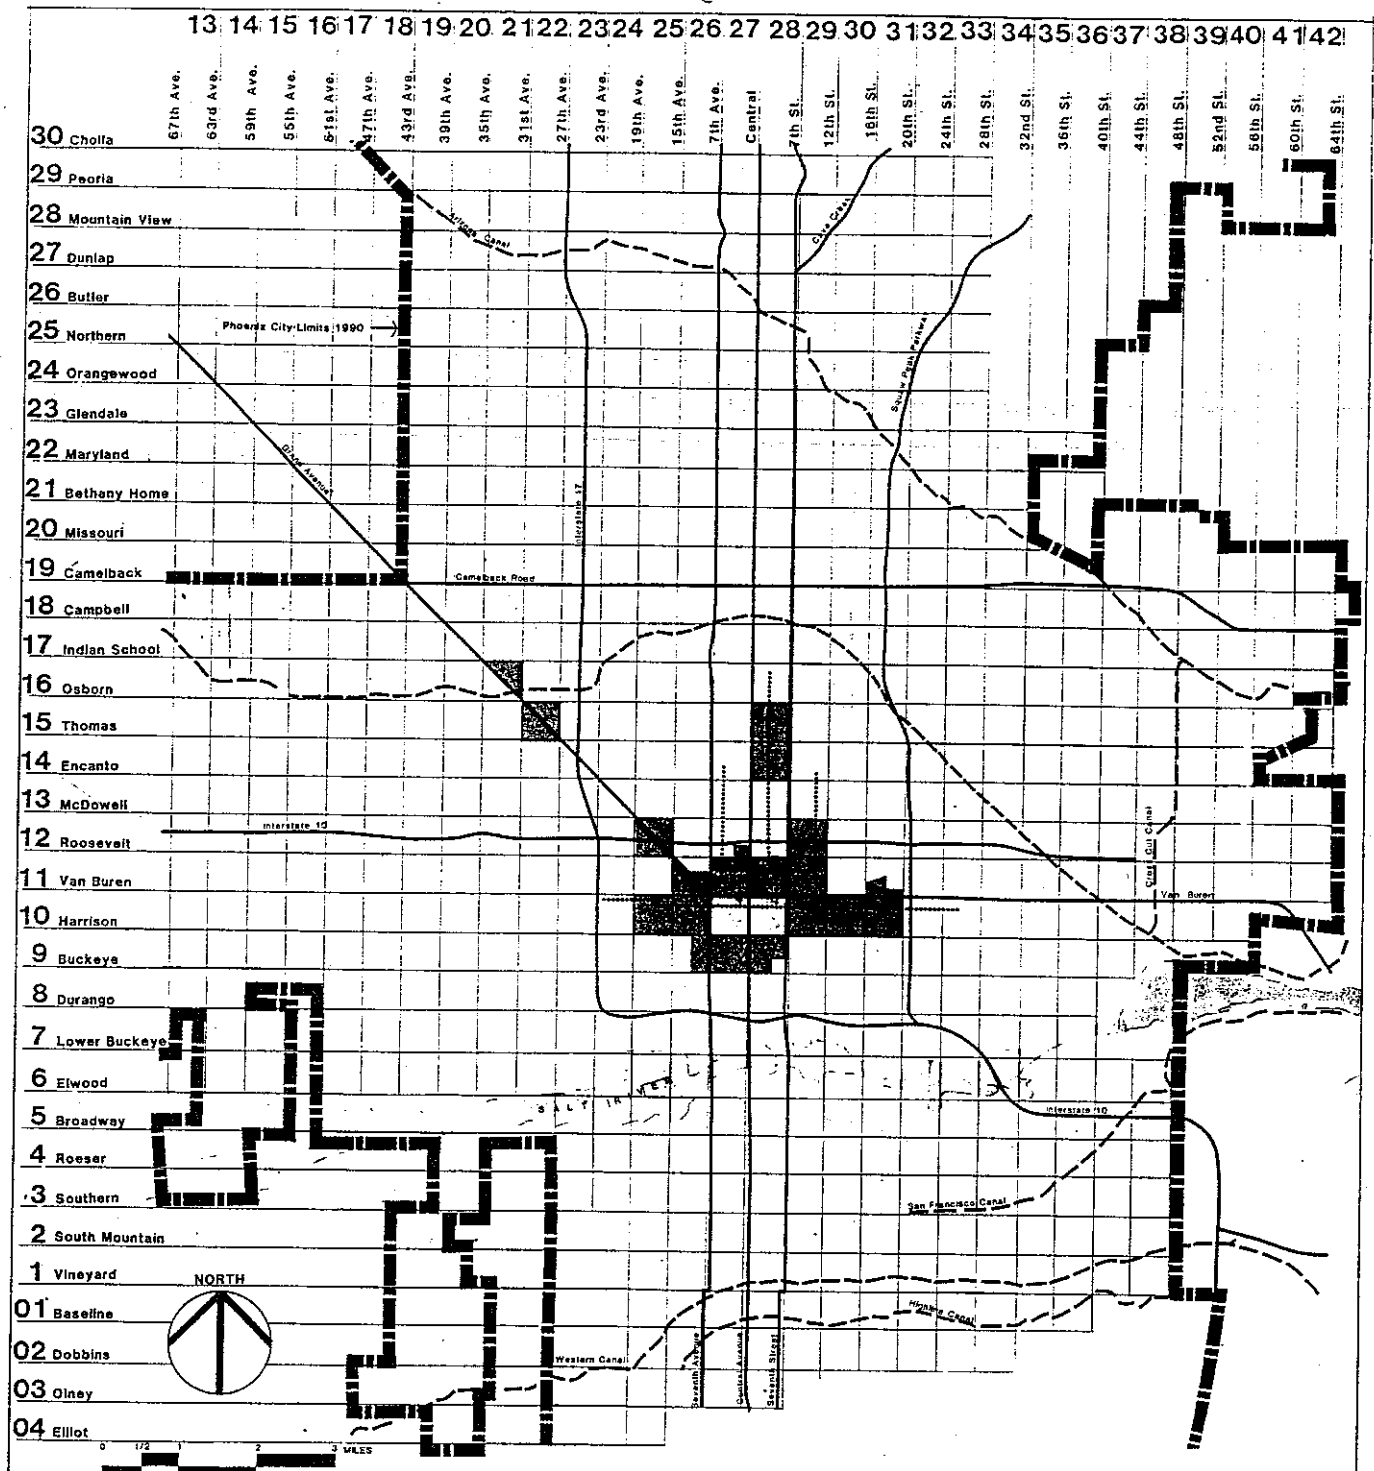 13 14 15 16 17 18 19 20 21 22 23 24 25 26 27 28 29 30 31 32 33 34 35 36 37 38 39 40 41 42
67th Ave.
63rd Ave.
59th Ave.
55th Ave.
51st Ave.
47th Ave.
43rd Ave.
39th Ave.
35th Ave.
31st Ave.
27th Ave.
23rd Ave.
19th Ave.
15th Ave.
7th Ave.
Central
7th St.
12th St.
16th St.
20th St.
24th St.
28th St.
32nd St.
36th St.
40th St.
44th St.
48th St.
52nd St.
56th St.
60th St.
64th St.
30 Cholla
29 Peoria
28 Mountain View
27 Dunlap
26 Butler
25 Northern
24 Orangewood
23 Glendale
22 Maryland
21 Bethany Home
20 Missouri
19 Camelback
18 Campbell
17 Indian School
16 Osborn
15 Thomas
14 Encanto
13 McDowell
12 Roosevelt
11 Van Buren
10 Harrison
9 Buckeye
8 Durango
7 Lower Buckeye
6 Elwood
5 Broadway
4 Roeser
3 Southern
2 South Mountain
1 Vineyard
01 Baseline
02 Dobbins
03 Olney
04 Elliot
Arizona Canal
Cave Creek
Phoenix City Limits 1990
Squaw Peak Parkway
Grand Avenue
Interstate 17
Camelback Road
Interstate 10
Cross Cut Canal
Van Buren
SALT RIVER
Interstate 10
San Francisco Canal
Highline Canal
Western Canal
Seventh Avenue
Central Avenue
Seventh Street
NORTH
0 1/2 1 2 3 MILES